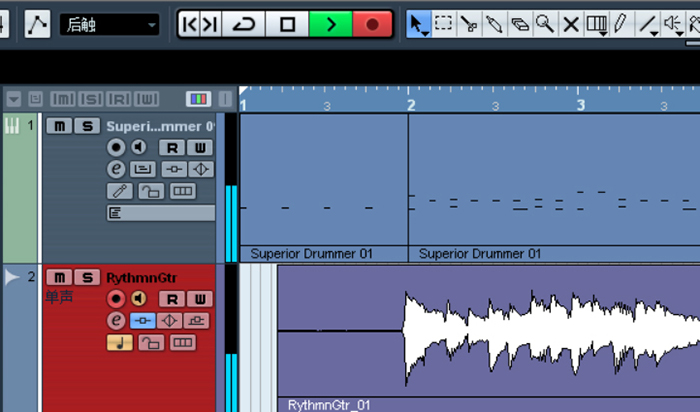 后触
M S R W
1 3 2 3 3 3
1 m S Superi...mmer 0
R W
e
Superior Drummer 01 Superior Drummer 01
2 m S RythmnGtr
单声 R W
e
RythmnGtr_01